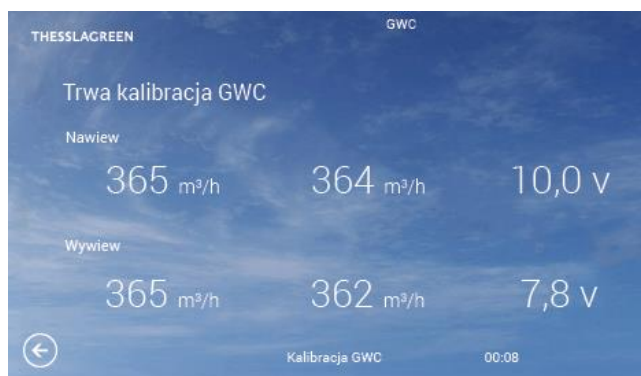 GWC
THESSLAGREEN
Trwa kalibracja GWC
Nawiew
365 m³/h 364 m³/h 10,0 v
Wywiew
365 m³/h 362 m³/h 7,8 v
Kalibracja GWC 00:08